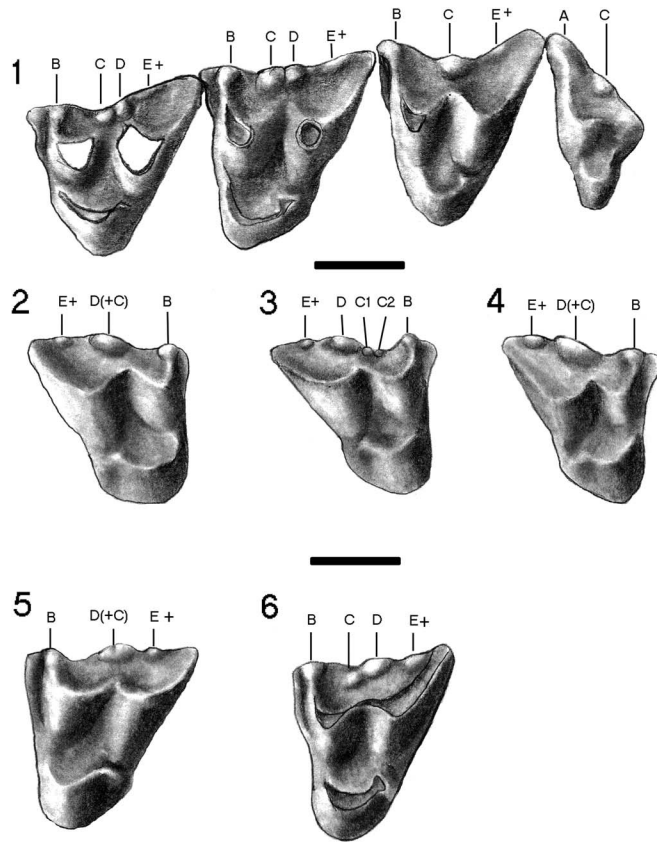 1
B C D E+ B C D E+ B C E+ A C
2 3 4
E+ D(+C) B E+ D C1 C2 B E+ D(+C) B
5 6
B D(+C) E+ B C D E+